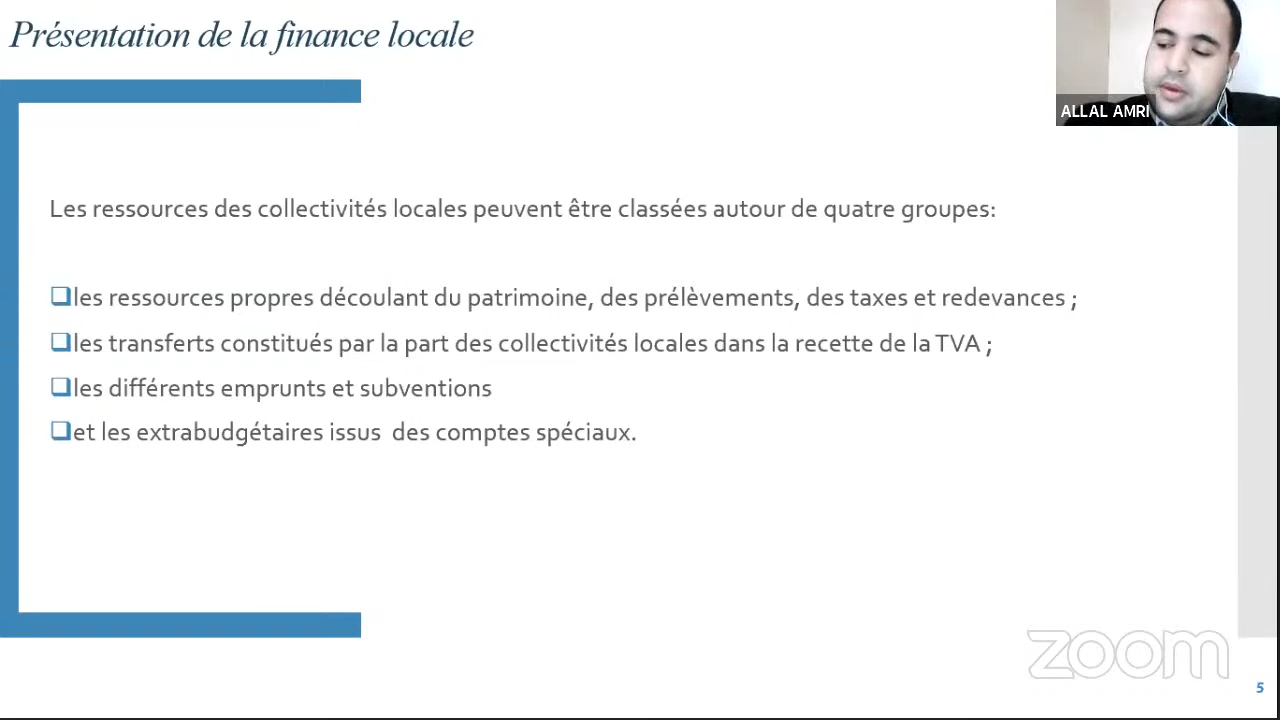 Présentation de la finance locale
ALLAL AMRI
Les ressources des collectivités locales peuvent être classées autour de quatre groupes:
les ressources propres découlant du patrimoine, des prélèvements, des taxes et redevances ;
les transferts constitués par la part des collectivités locales dans la recette de la TVA ;
les différents emprunts et subventions
et les extrabudgétaires issus des comptes spéciaux.
zoom
5